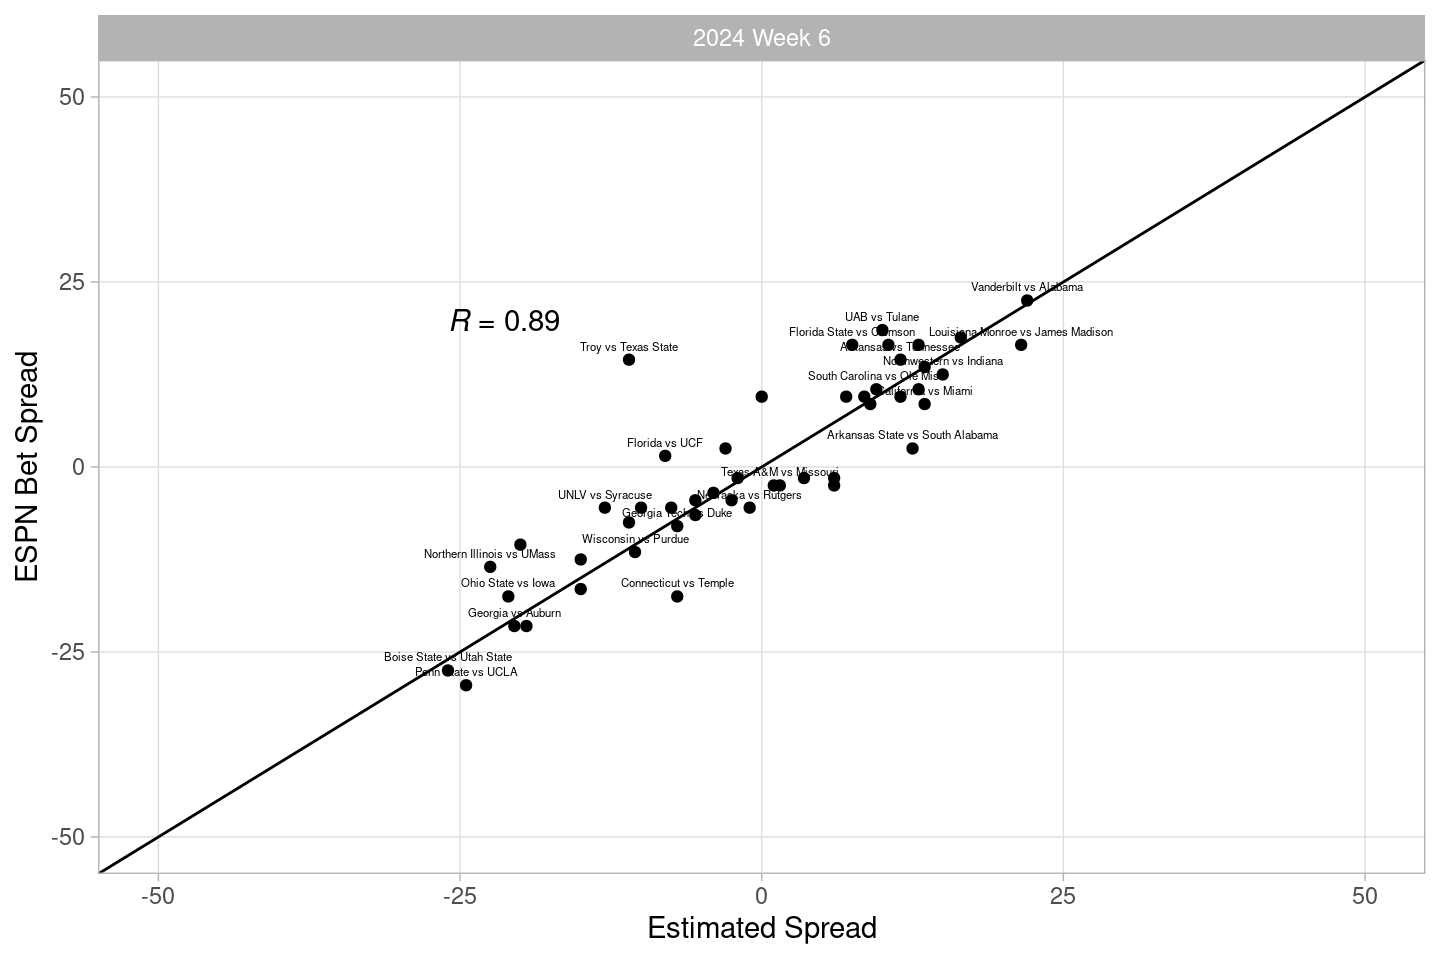 2024 Week 6
ESPN Bet Spread
50
25
0
-25
-50
R = 0.89
Vanderbilt vs Alabama
UAB vs Tulane
Florida State vs Clemson
Louisiana Monroe vs James Madison
Troy vs Texas State
Arkansas vs Tennessee
Northwestern vs Indiana
South Carolina vs Ole Miss
California vs Miami
Arkansas State vs South Alabama
Florida vs UCF
Texas A&M vs Missouri
UNLV vs Syracuse
Nebraska vs Rutgers
Georgia Tech vs Duke
Wisconsin vs Purdue
Northern Illinois vs UMass
Ohio State vs Iowa
Connecticut vs Temple
Georgia vs Auburn
Boise State vs Utah State
Penn State vs UCLA
-50
-25
0
25
50
Estimated Spread